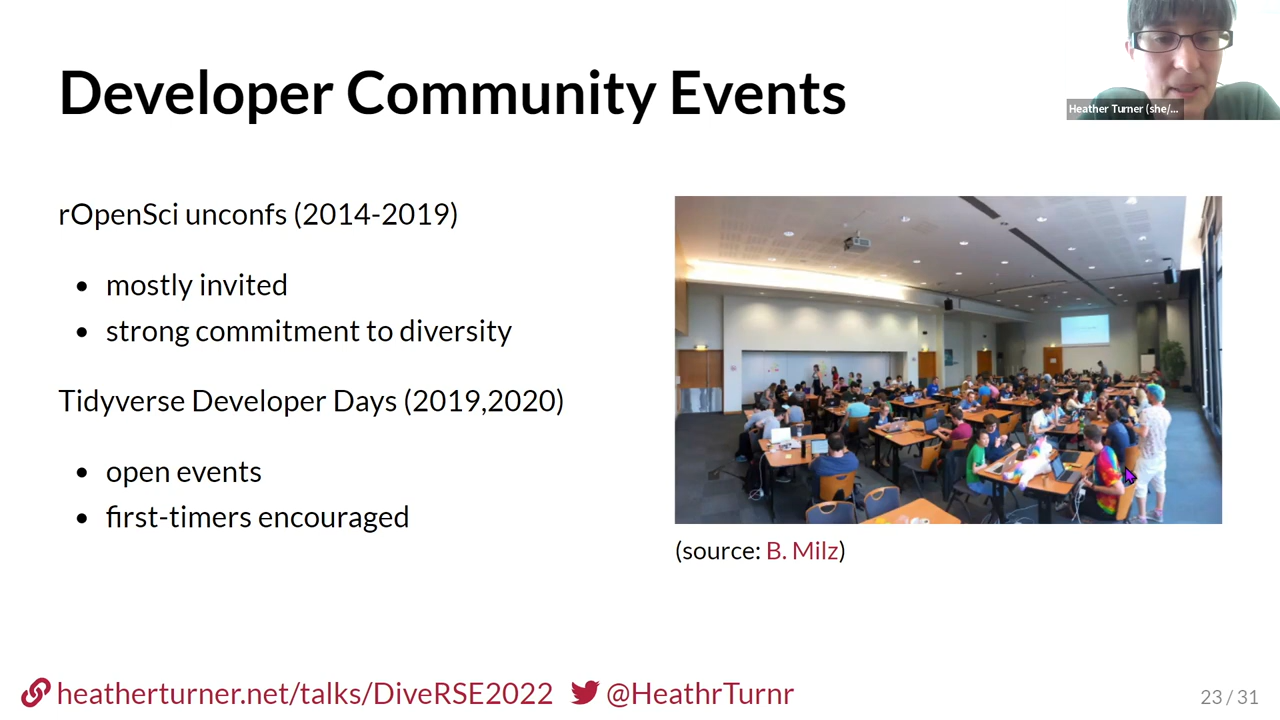 Developer Community Events
Heather Turner (she/...
rOpenSci unconfs (2014-2019)
• mostly invited
• strong commitment to diversity
Tidyverse Developer Days (2019,2020)
• open events
• first-timers encouraged
(source: B. Milz)
heatherturner.net/talks/DiveRSE2022 @HeathrTurnr
23 / 31